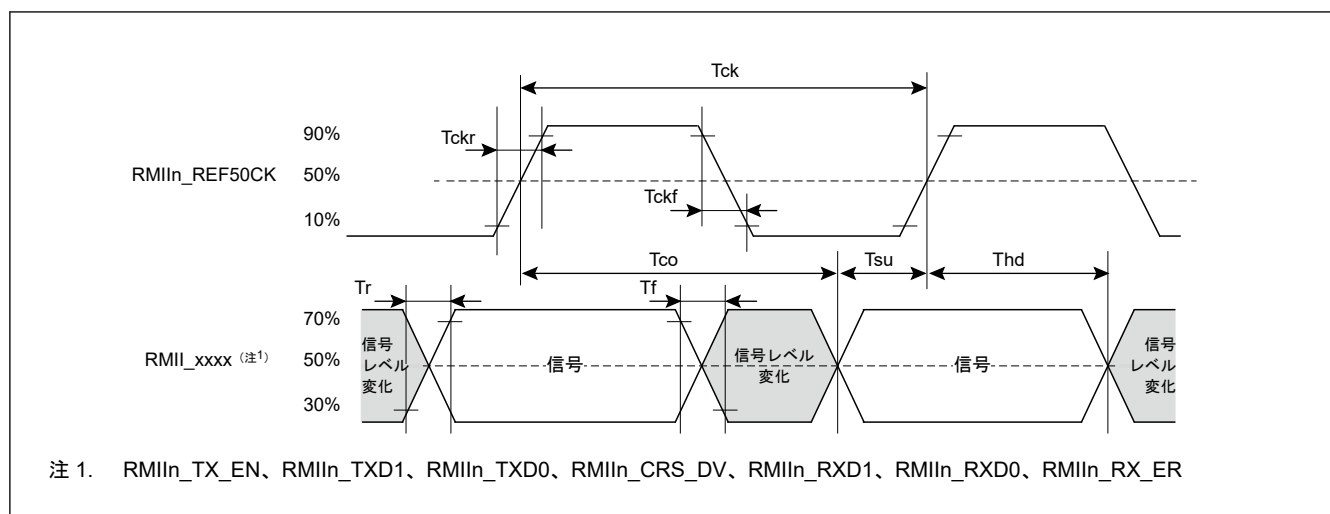 Tck
90%
Tckr
RMIIn_REF50CK
50%
Tckf
10%
Tco
Tsu
Thd
Tr
Tf
70%
RMII_xxxx（注1）
50%
30%
信号
レベル
変化
信号
信号レベル
変化
信号
信号
レベル
変化
注 1. RMIIn_TX_EN、RMIIn_TXD1、RMIIn_TXD0、RMIIn_CRS_DV、RMIIn_RXD1、RMIIn_RXD0、RMIIn_RX_ER